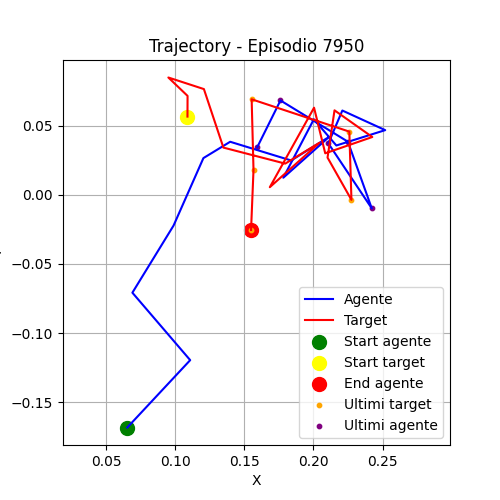 Trajectory - Episodio 7950
0.05
0.00
−0.05
−0.10
−0.15
0.05 0.10 0.15 0.20 0.25
X
Agente
Target
Start agente
Start target
End agente
Ultimi target
Ultimi agente